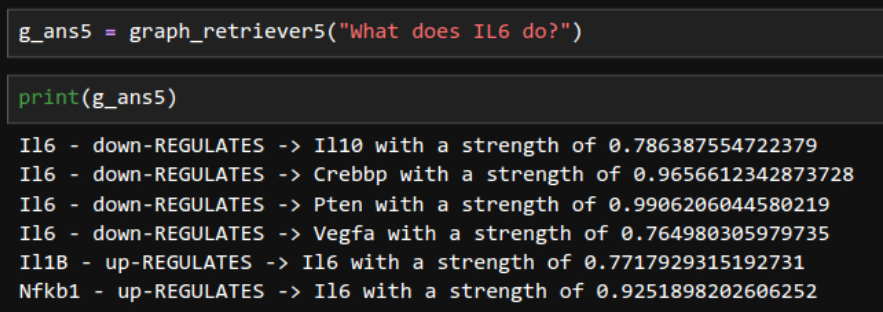 g_ans5 = graph_retriever5("What does IL6 do?")
print(g_ans5)
Il6 - down-REGULATES -> Il10 with a strength of 0.786387554722379
Il6 - down-REGULATES -> Crebbp with a strength of 0.9656612342873728
Il6 - down-REGULATES -> Pten with a strength of 0.9906206044580219
Il6 - down-REGULATES -> Vegfa with a strength of 0.764980305979735
Il1B - up-REGULATES -> Il6 with a strength of 0.7717929315192731
Nfkb1 - up-REGULATES -> Il6 with a strength of 0.9251898202606252